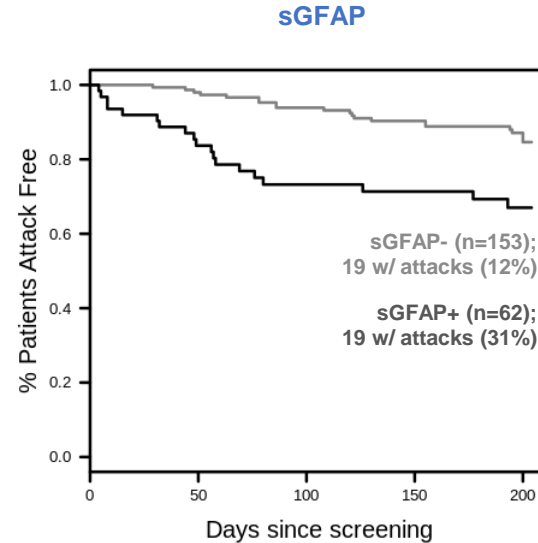 sGFAP
1.0
0.8
0.6
0.4
0.2
0.0
% Patients Attack Free
sGFAP- (n=153);
19 w/ attacks (12%)
sGFAP+ (n=62);
19 w/ attacks (31%)
0 50 100 150 200
Days since screening